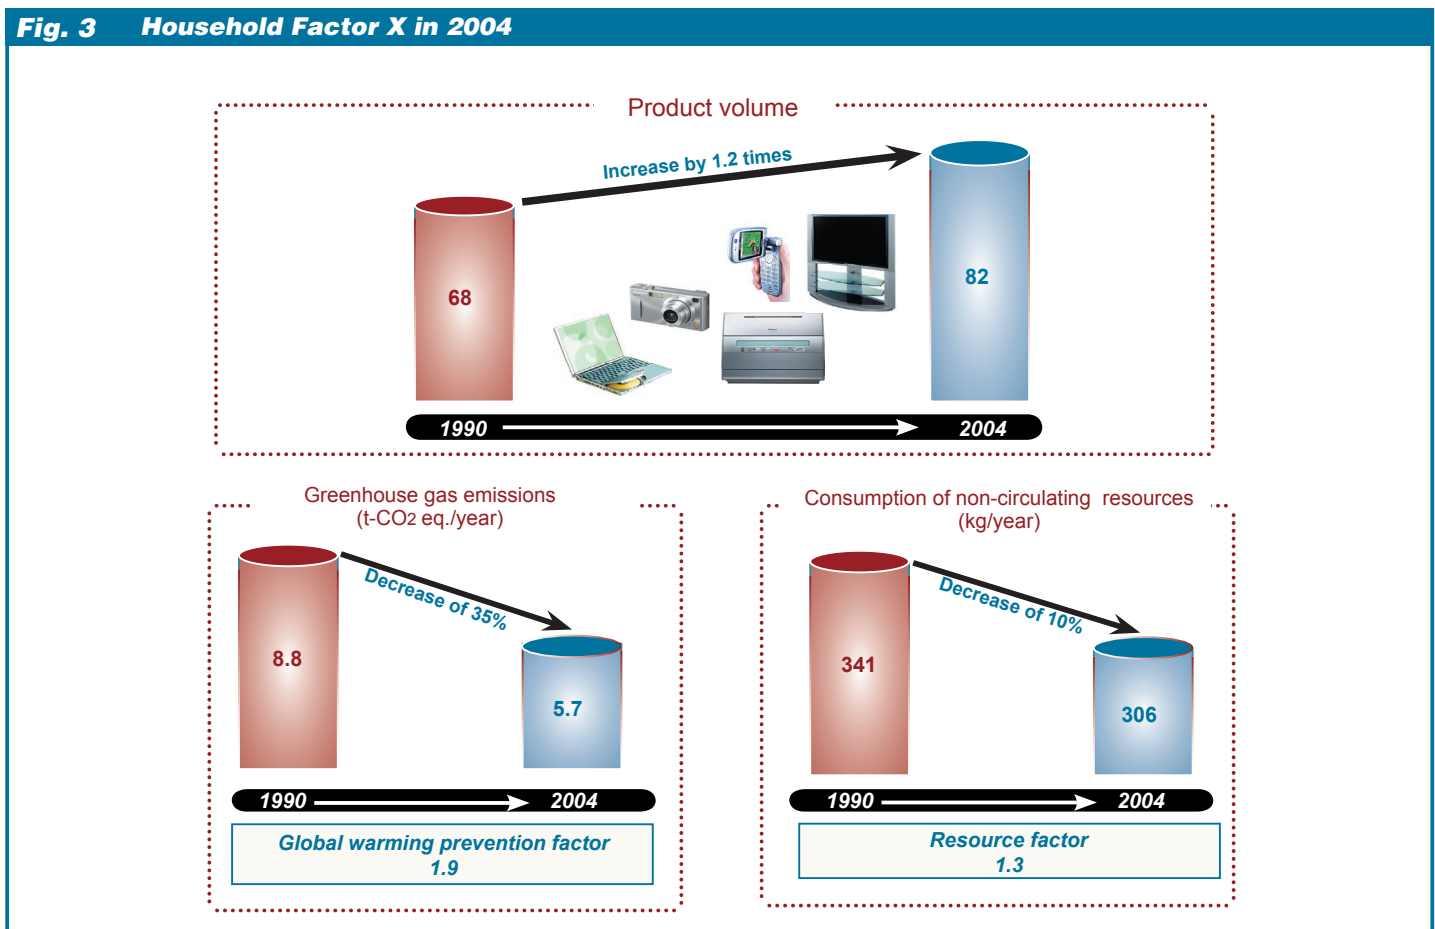 Fig. 3 Household Factor X in 2004
Product volume
Increase by 1.2 times
68
82
1990
2004
Greenhouse gas emissions
(t-CO2 eq./year)
Decrease of 35%
8.8
5.7
1990
2004
Global warming prevention factor
1.9
Consumption of non-circulating resources
(kg/year)
Decrease of 10%
341
306
1990
2004
Resource factor
1.3